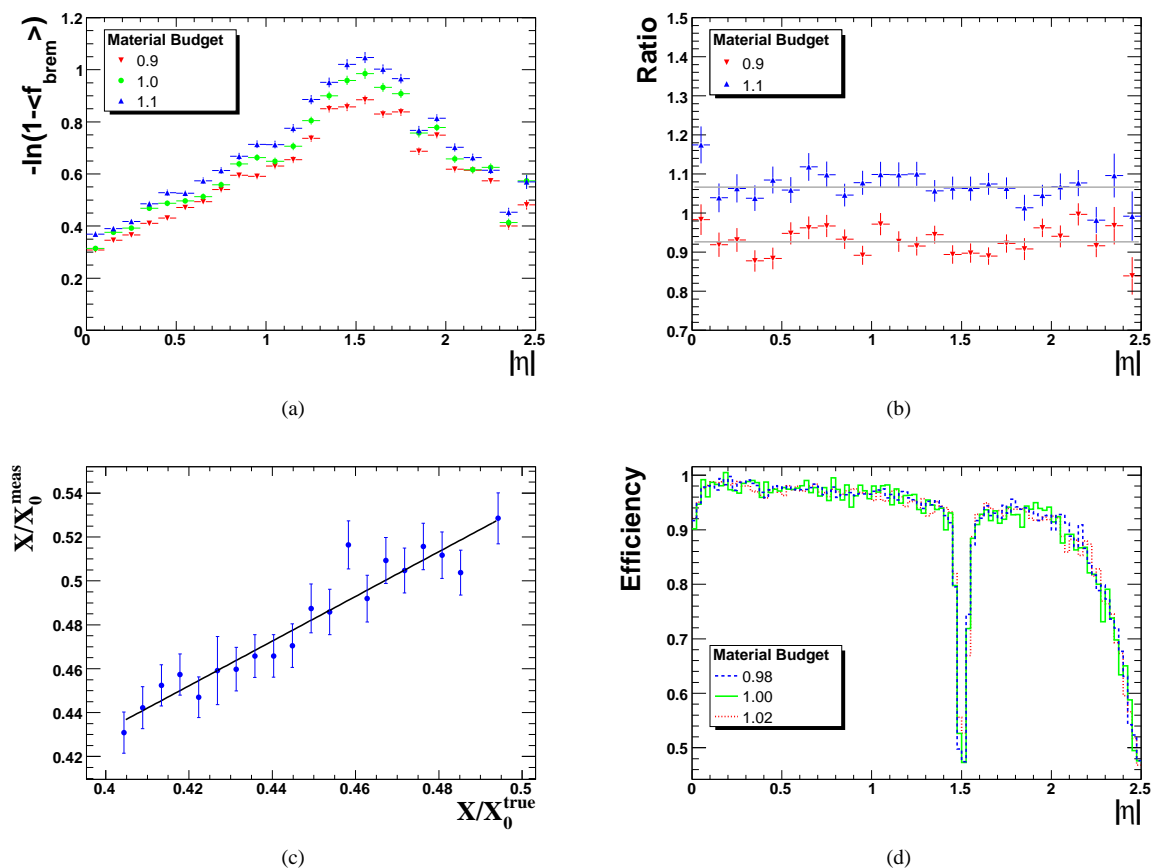 -ln(1-<f_brem>)
1.2
1
0.8
0.6
0.4
0.2
0
Material Budget
0.9
1.0
1.1
0 0.5 1 1.5 2 2.5
|η|
(a)
Ratio
1.5
1.4
1.3
1.2
1.1
1
0.9
0.8
0.7
Material Budget
0.9
1.1
0 0.5 1 1.5 2 2.5
|η|
(b)
X/X_0^meas
0.54
0.52
0.5
0.48
0.46
0.44
0.42
0.4 0.42 0.44 0.46 0.48 0.5
X/X_0^true
(c)
Efficiency
1
0.9
0.8
0.7
0.6
0.5
Material Budget
0.98
1.00
1.02
0 0.5 1 1.5 2 2.5
|η|
(d)